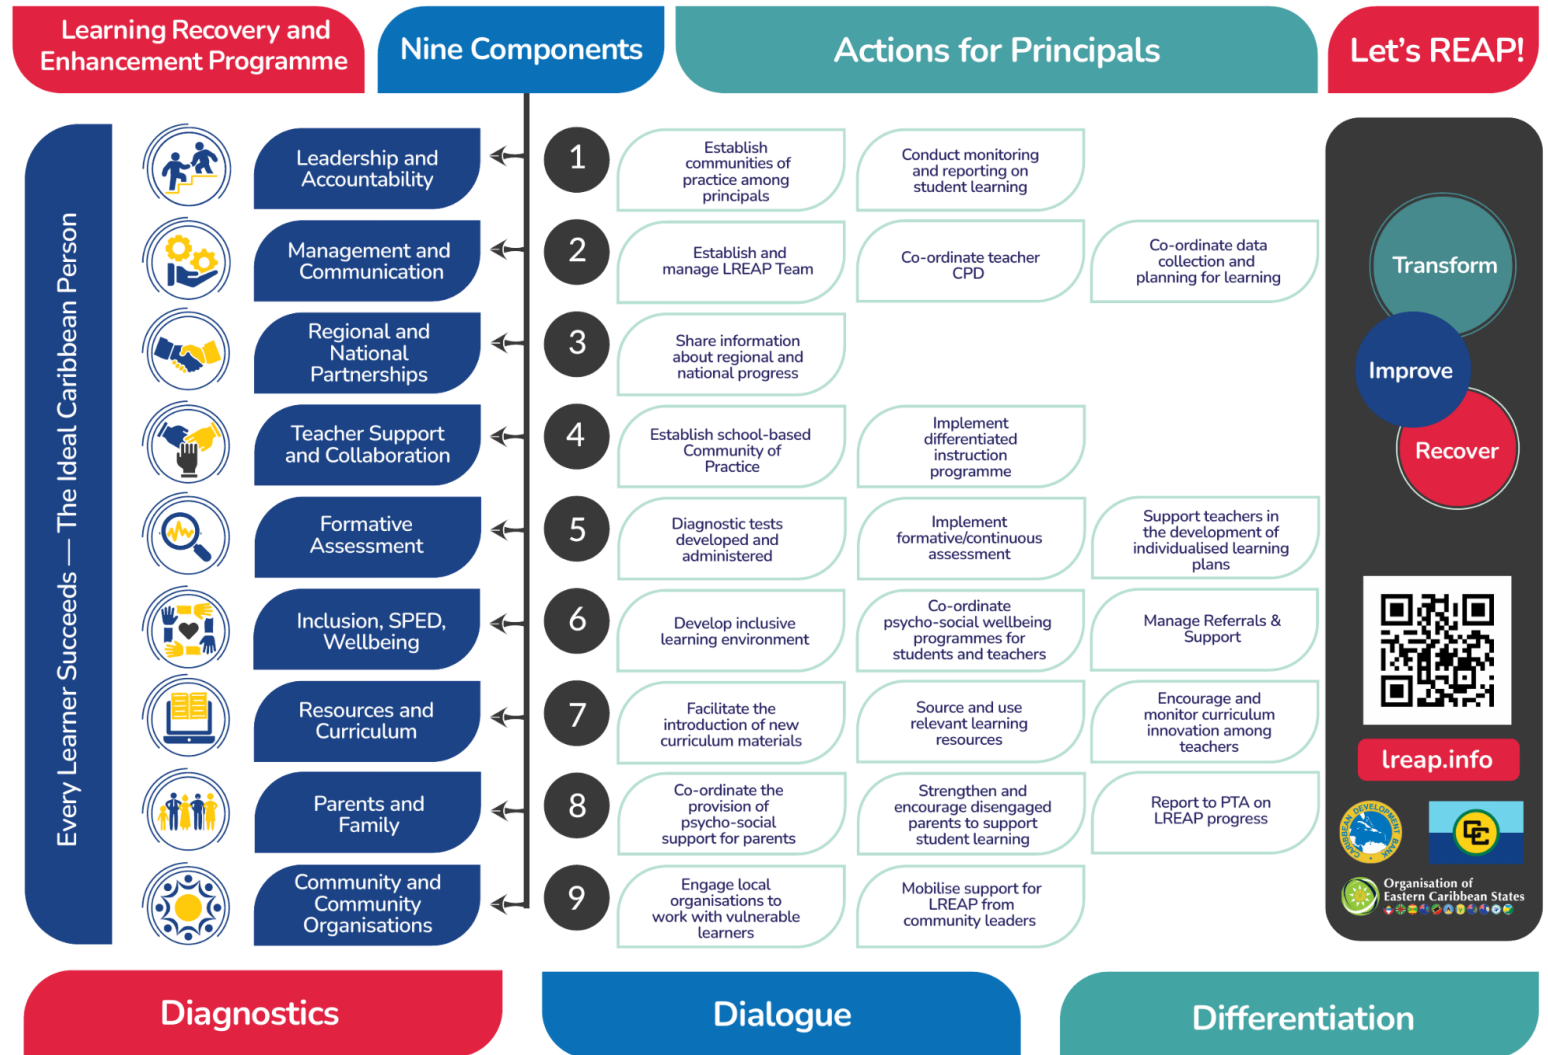 Learning Recovery and
Enhancement Programme
Nine Components
Actions for Principals
Let's REAP!
Every Learner Succeeds — The Ideal Caribbean Person
Leadership and
Accountability
1
Establish
communities of
practice among
principals
Conduct monitoring
and reporting on
student learning
Management and
Communication
2
Establish and
manage LREAP Team
Co-ordinate teacher
CPD
Co-ordinate data
collection and
planning for learning
Regional and
National
Partnerships
3
Share information
about regional and
national progress
Teacher Support
and Collaboration
4
Establish school-based
Community of
Practice
Implement
differentiated
instruction
programme
Formative
Assessment
5
Diagnostic tests
developed and
administered
Implement
formative/continuous
assessment
Support teachers in
the development of
individualised learning
plans
Inclusion, SPED,
Wellbeing
6
Develop inclusive
learning environment
Co-ordinate
psycho-social wellbeing
programmes for
students and teachers
Manage Referrals &
Support
Resources and
Curriculum
7
Facilitate the
introduction of new
curriculum materials
Source and use
relevant learning
resources
Encourage and
monitor curriculum
innovation among
teachers
Parents and
Family
8
Co-ordinate the
provision of
psycho-social
support for parents
Strengthen and
encourage disengaged
parents to support
student learning
Report to PTA on
LREAP progress
Community and
Community
Organisations
9
Engage local
organisations to
work with vulnerable
learners
Mobilise support for
LREAP from
community leaders
Transform
Improve
Recover
lreap.info
CARIBBEAN DEVELOPMENT BANK
CC
Organisation of
Eastern Caribbean States
Diagnostics
Dialogue
Differentiation